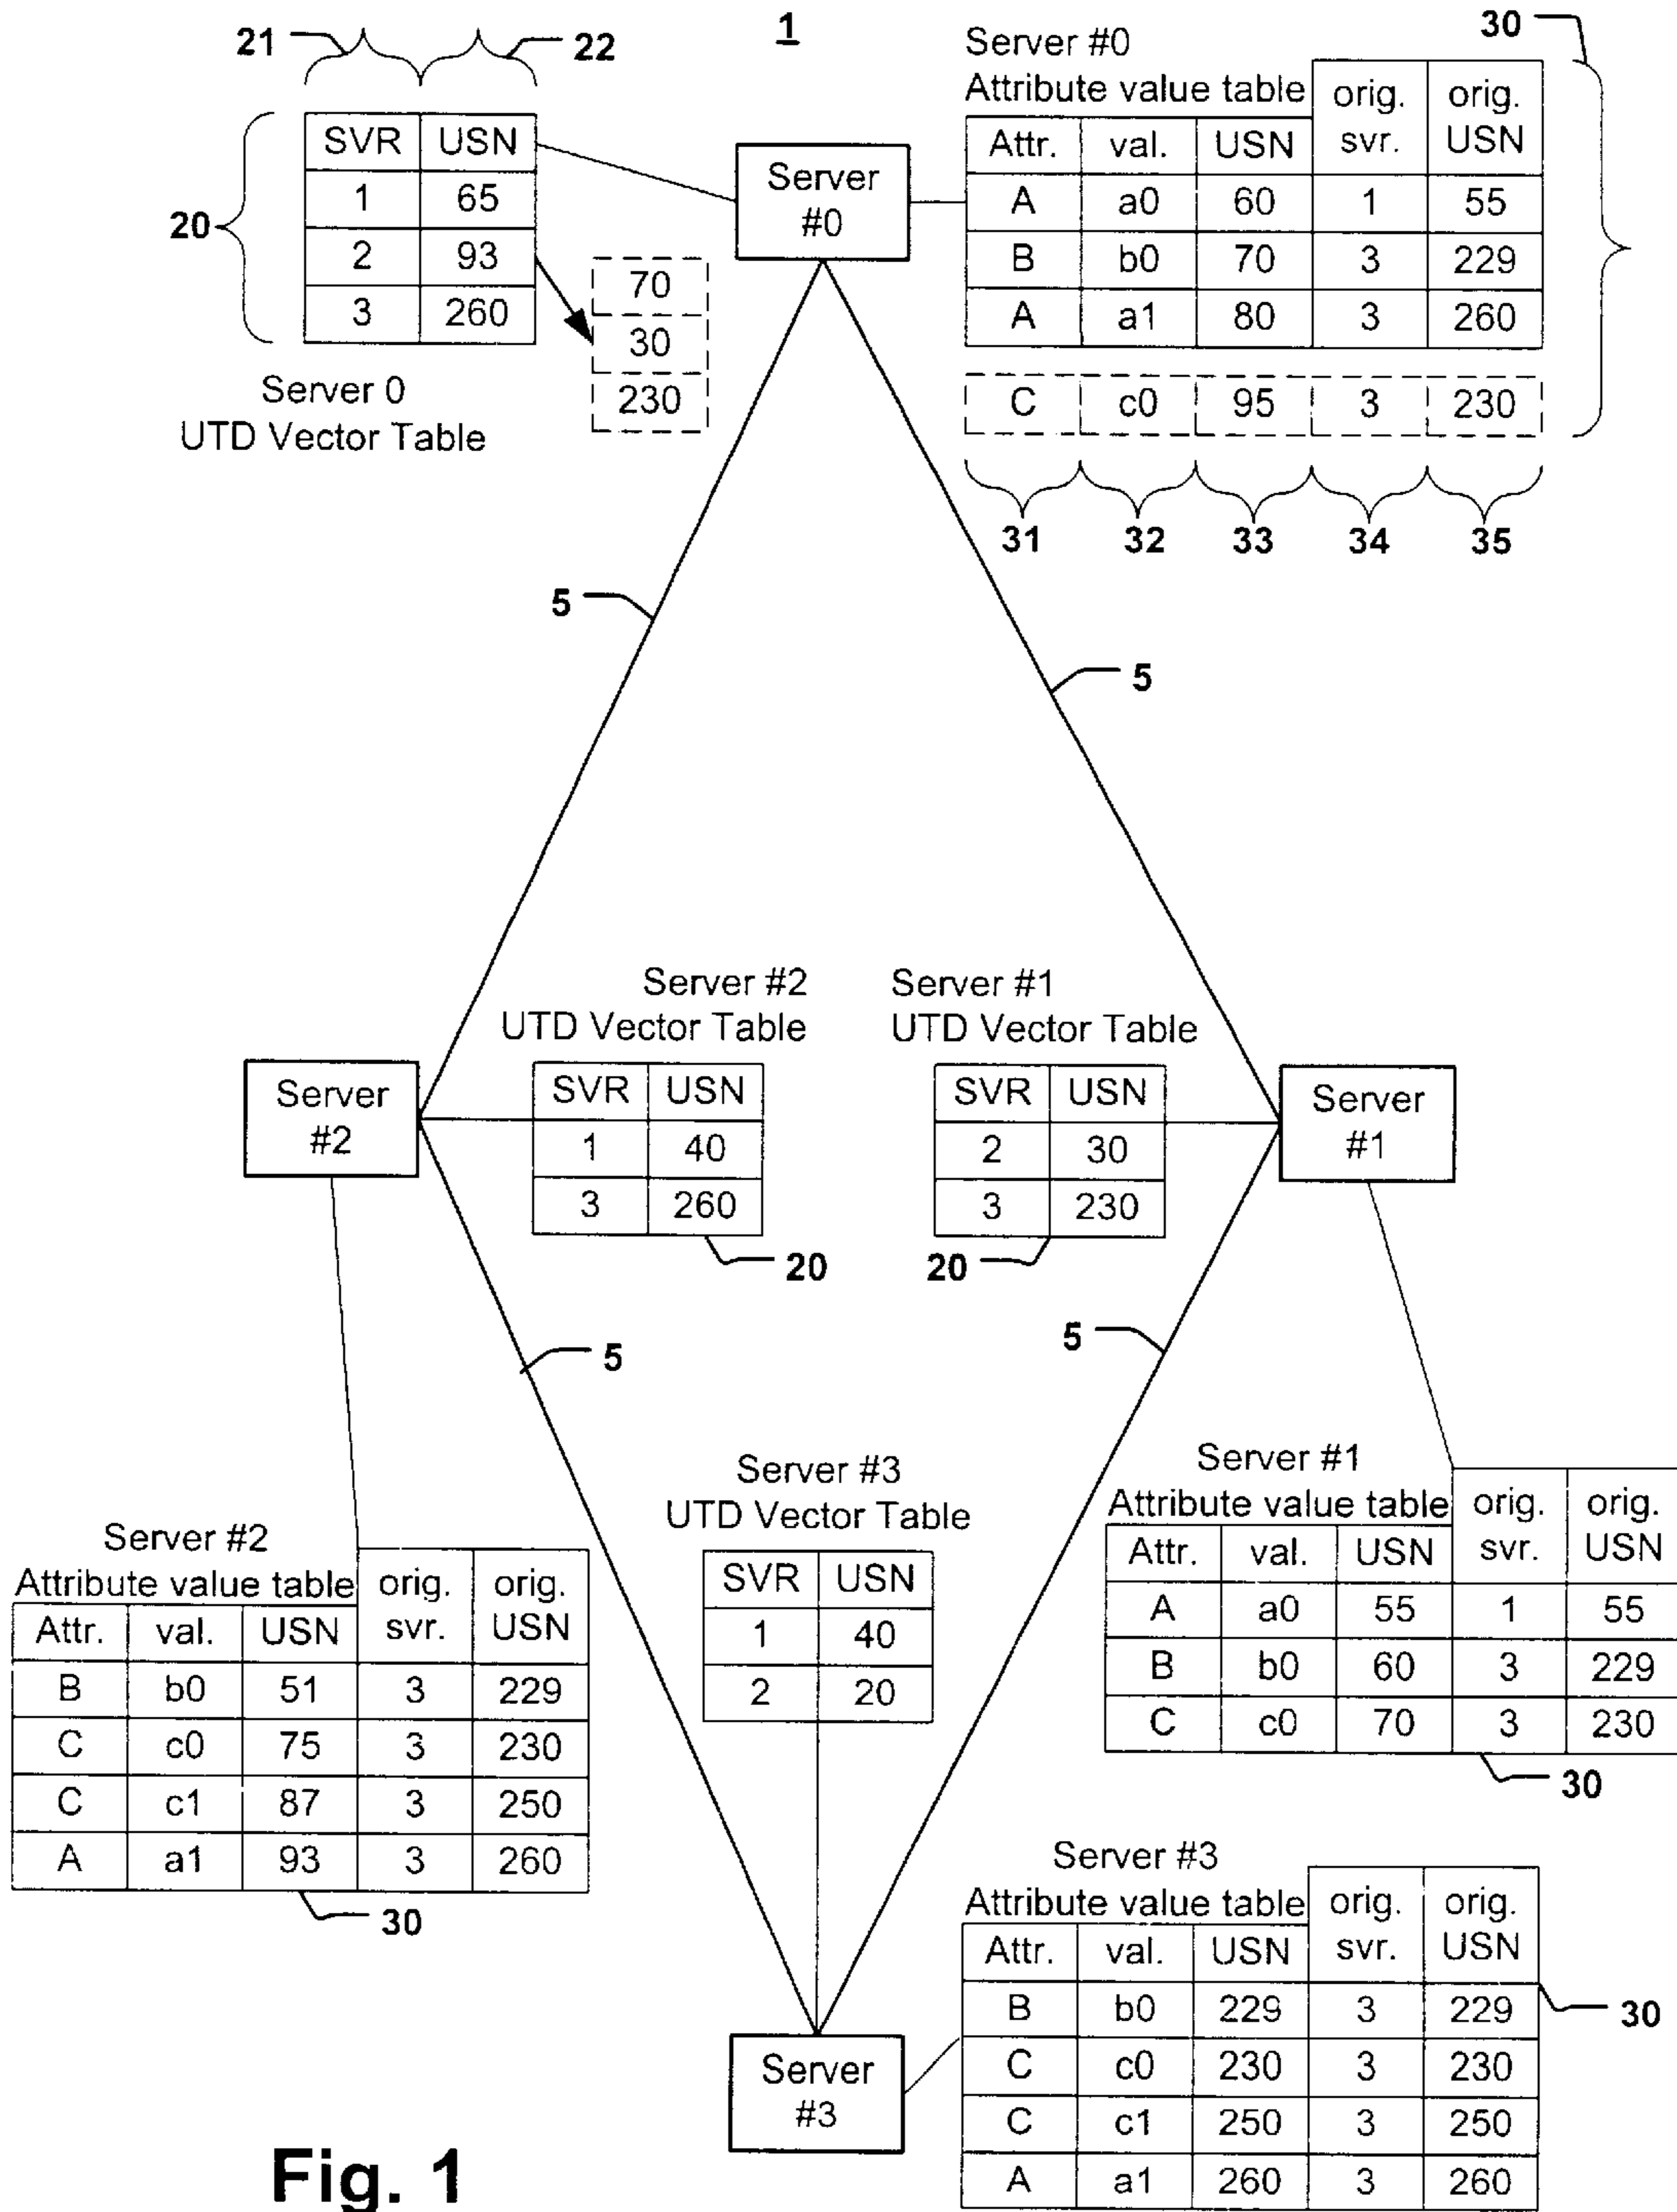 1
21
22
20
SVR USN
1 65
2 93
3 260
70
30
230
Server 0
UTD Vector Table
Server
#0
30
Server #0
Attribute value table
Attr. val. USN orig. svr. orig. USN
A a0 60 1 55
B b0 70 3 229
A a1 80 3 260
C c0 95 3 230
31 32 33 34 35
5
5
Server
#2
Server #2
UTD Vector Table
SVR USN
1 40
3 260
20
Server #1
UTD Vector Table
SVR USN
2 30
3 230
20
Server
#1
5
5
Server #2
Attribute value table
Attr. val. USN orig. svr. orig. USN
B b0 51 3 229
C c0 75 3 230
C c1 87 3 250
A a1 93 3 260
30
Server #3
UTD Vector Table
SVR USN
1 40
2 20
Server #1
Attribute value table
Attr. val. USN orig. svr. orig. USN
A a0 55 1 55
B b0 60 3 229
C c0 70 3 230
30
Server
#3
Server #3
Attribute value table
Attr. val. USN orig. svr. orig. USN
B b0 229 3 229
C c0 230 3 230
C c1 250 3 250
A a1 260 3 260
30
Fig. 1